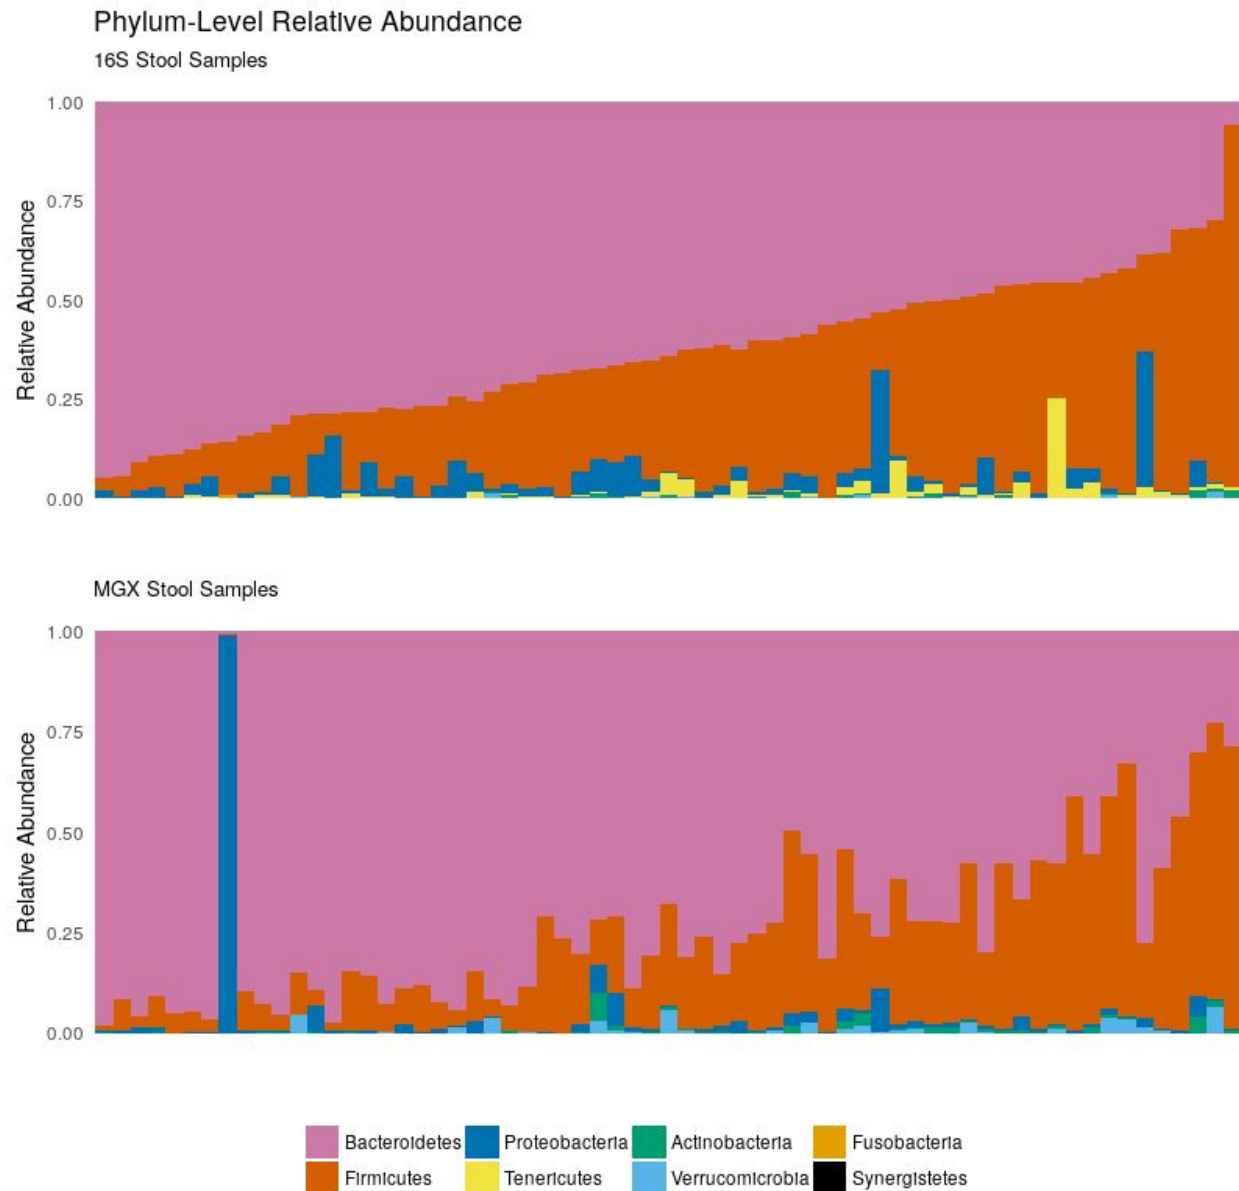 Phylum-Level Relative Abundance
16S Stool Samples
1.00
0.75
0.50
0.25
0.00
Relative Abundance
MGX Stool Samples
1.00
0.75
0.50
0.25
0.00
Relative Abundance
Bacteroidetes Proteobacteria Actinobacteria Fusobacteria
Firmicutes Tenericutes Verrucomicrobia Synergistetes